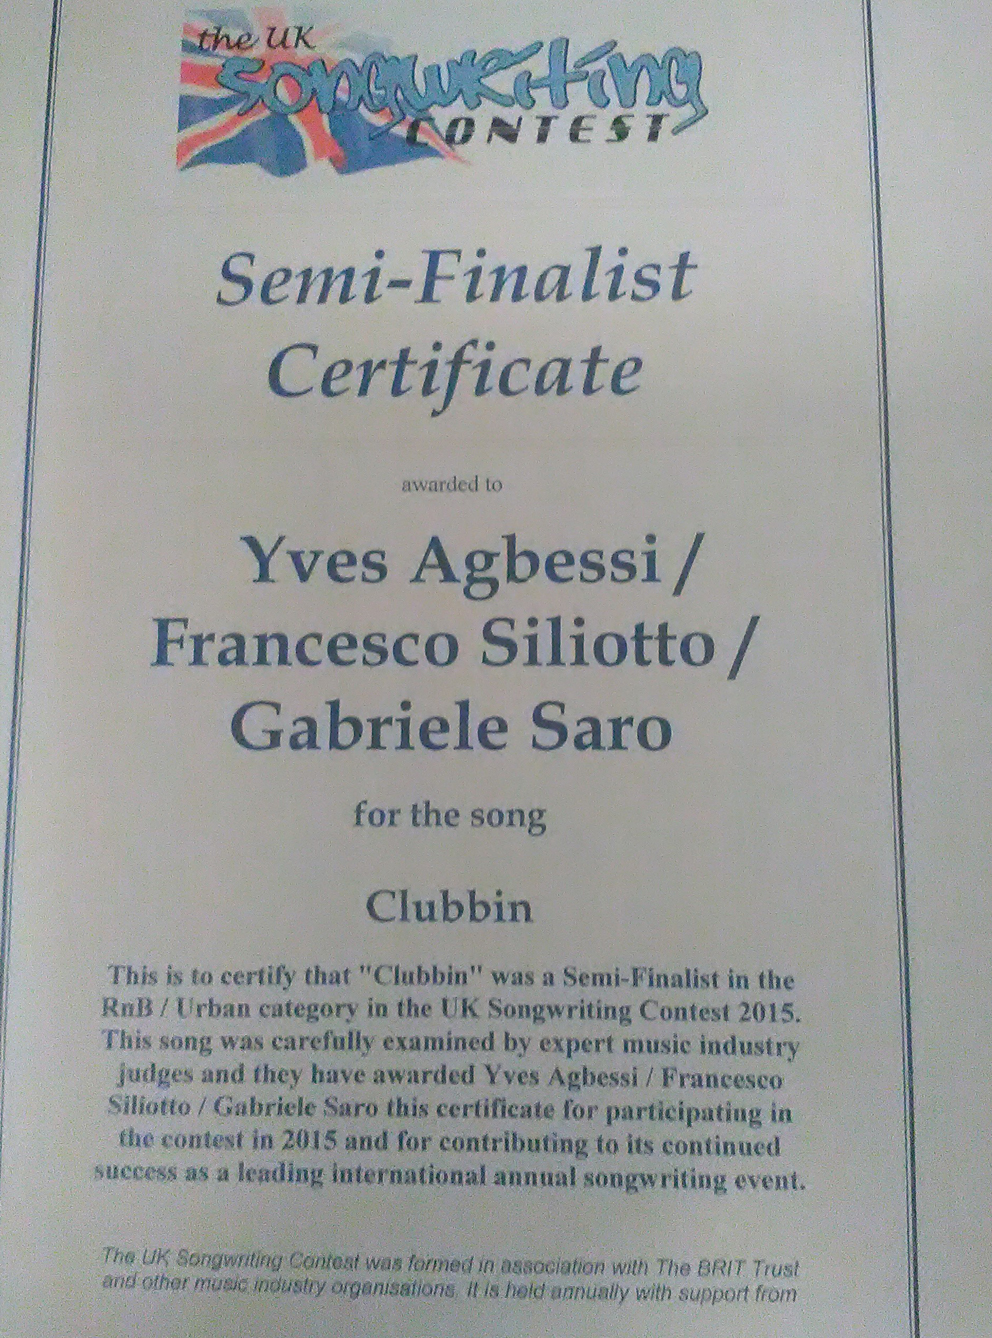 the UK
songwriting
CONTEST
Semi-Finalist
Certificate
awarded to
Yves Agbessi /
Francesco Siliotto /
Gabriele Saro
for the song
Clubbin
This is to certify that "Clubbin" was a Semi-Finalist in the
RnB / Urban category in the UK Songwriting Contest 2015.
This song was carefully examined by expert music industry
judges and they have awarded Yves Agbessi / Francesco
Siliotto / Gabriele Saro this certificate for participating in
the contest in 2015 and for contributing to its continued
success as a leading international annual songwriting event.
The UK Songwriting Contest was formed in association with The BRIT Trust
and other music industry organisations. It is held annually with support from